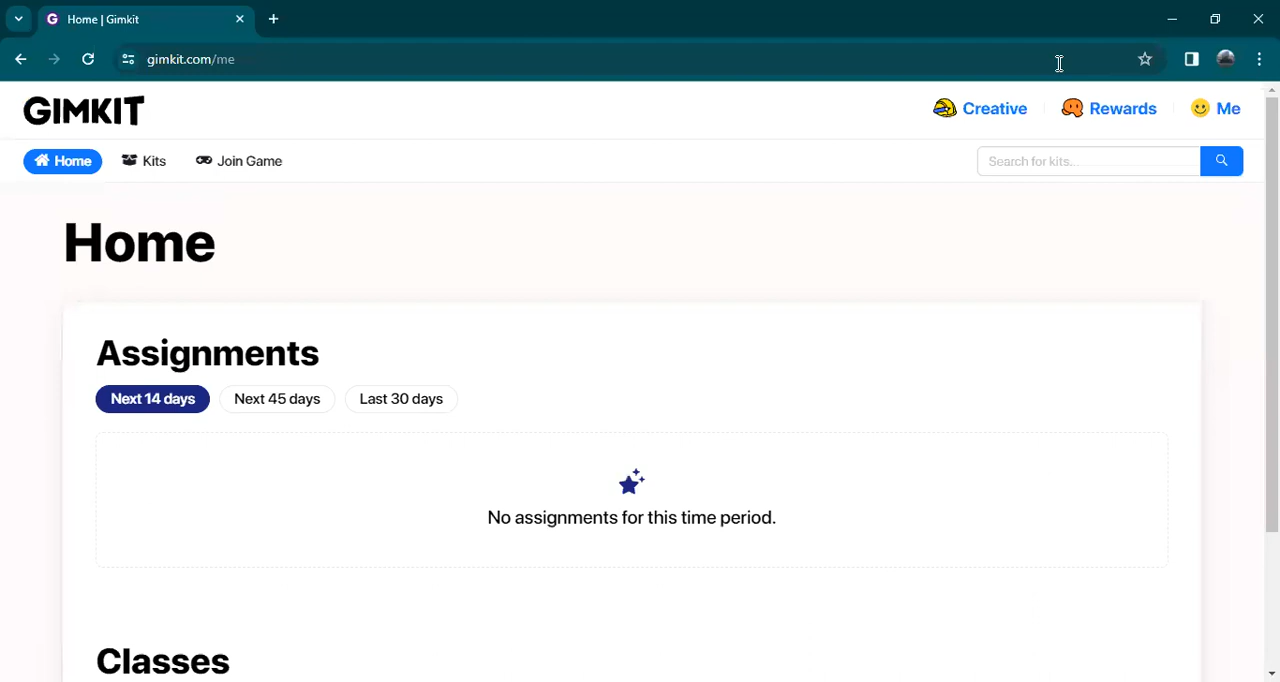 Home | Gimkit
gimkit.com/me
GIMKIT
Creative
Rewards
Me
Home
Kits
Join Game
Search for kits...
Home
Assignments
Next 14 days
Next 45 days
Last 30 days
No assignments for this time period.
Classes